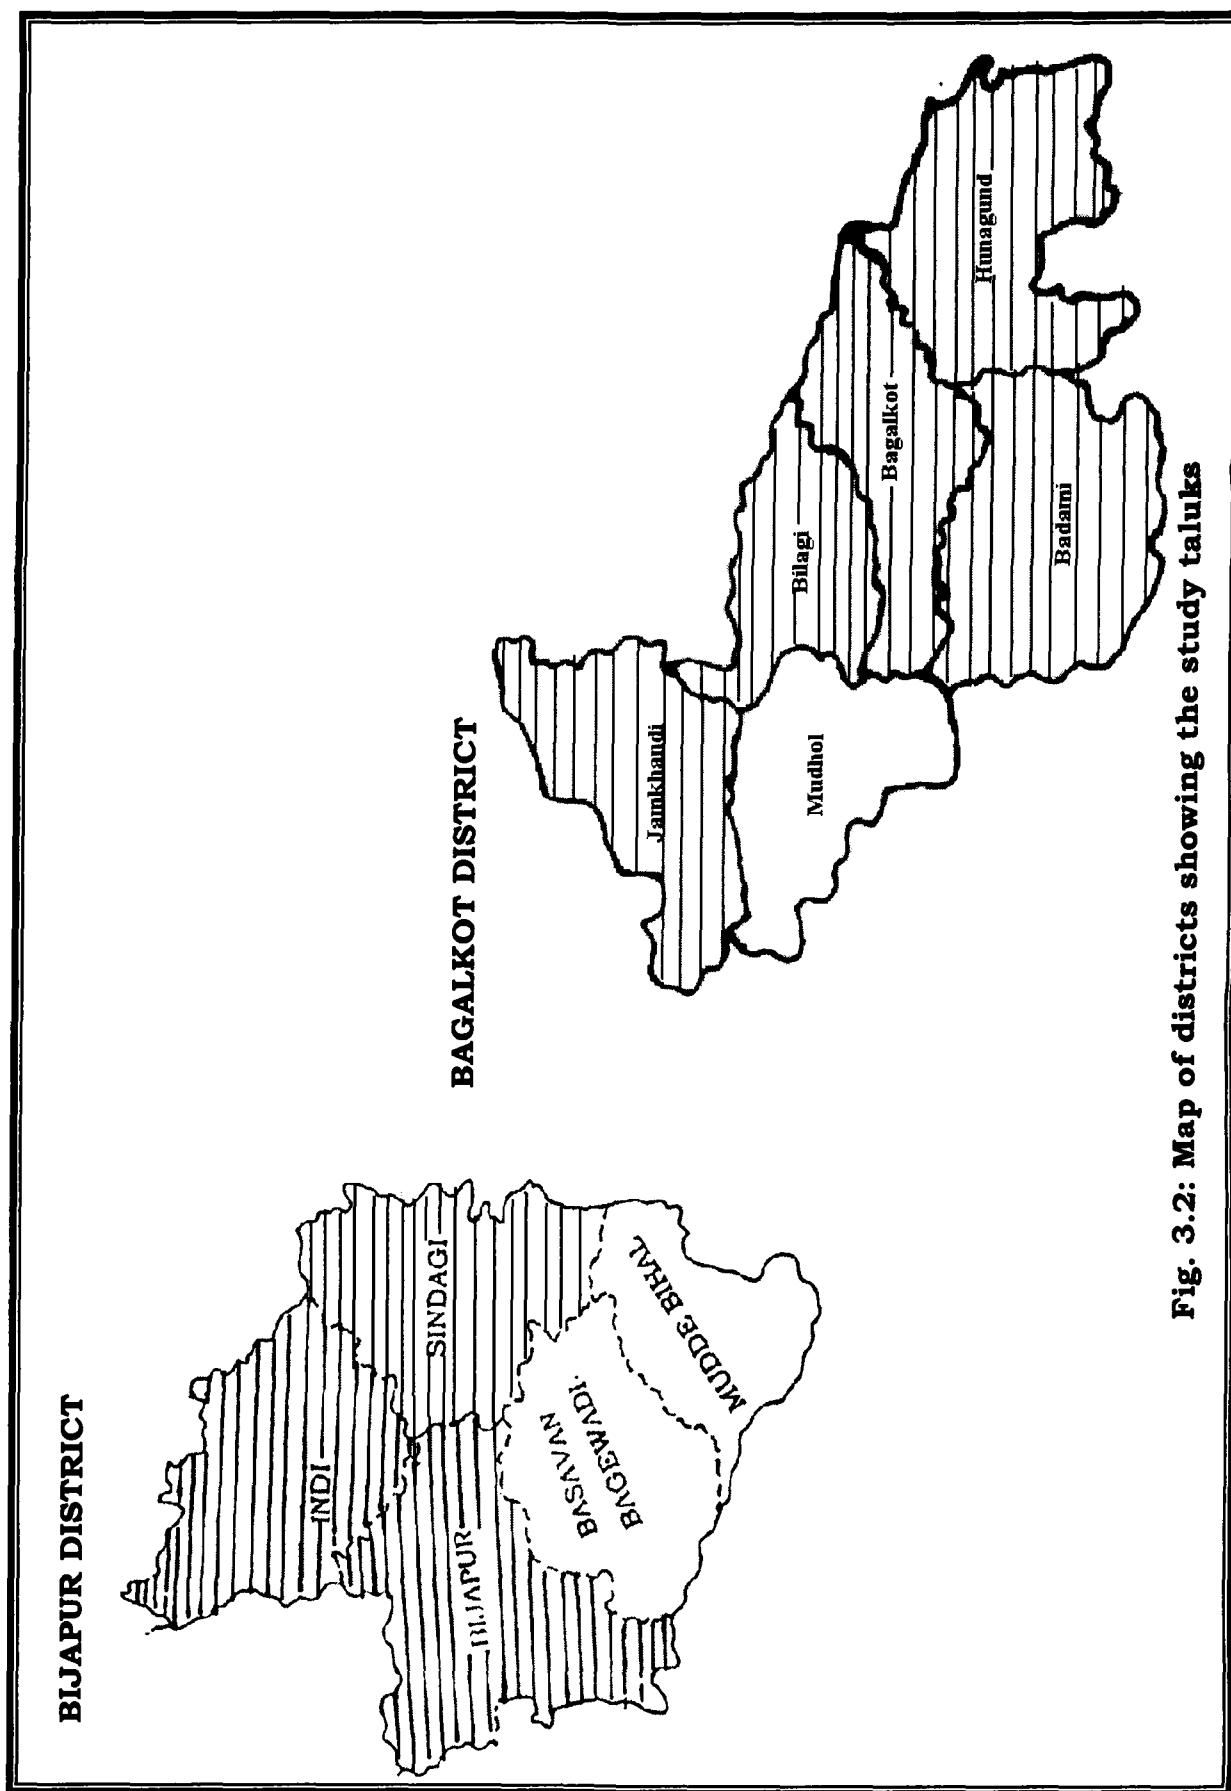 BIJAPUR DISTRICT
INDI
SINDAGI
BIJAPUR
BASAVAN
BAGEWADI.
MUDDE BIHAL
BAGALKOT DISTRICT
Jamkhandi
Mudhol
Bilagi
Bagalkot
Hunagund
Badami
Fig. 3.2: Map of districts showing the study taluks